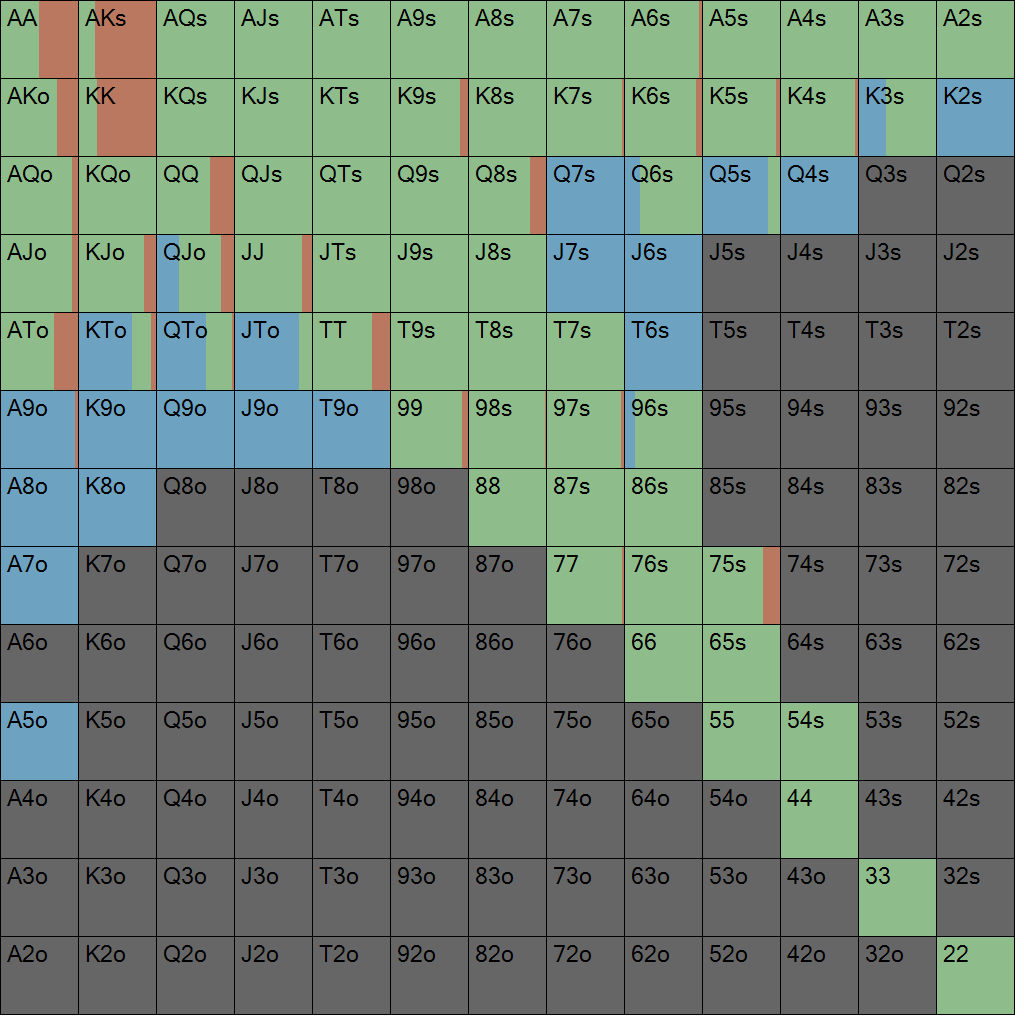 AA AKs AQs AJs ATs A9s A8s A7s A6s A5s A4s A3s A2s
AKo KK KQs KJs KTs K9s K8s K7s K6s K5s K4s K3s K2s
AQo KQo QQ QJs QTs Q9s Q8s Q7s Q6s Q5s Q4s Q3s Q2s
AJo KJo QJo JJ JTs J9s J8s J7s J6s J5s J4s J3s J2s
ATo KTo QTo JTo TT T9s T8s T7s T6s T5s T4s T3s T2s
A9o K9o Q9o J9o T9o 99 98s 97s 96s 95s 94s 93s 92s
A8o K8o Q8o J8o T8o 98o 88 87s 86s 85s 84s 83s 82s
A7o K7o Q7o J7o T7o 97o 87o 77 76s 75s 74s 73s 72s
A6o K6o Q6o J6o T6o 96o 86o 76o 66 65s 64s 63s 62s
A5o K5o Q5o J5o T5o 95o 85o 75o 65o 55 54s 53s 52s
A4o K4o Q4o J4o T4o 94o 84o 74o 64o 54o 44 43s 42s
A3o K3o Q3o J3o T3o 93o 83o 73o 63o 53o 43o 33 32s
A2o K2o Q2o J2o T2o 92o 82o 72o 62o 52o 42o 32o 22